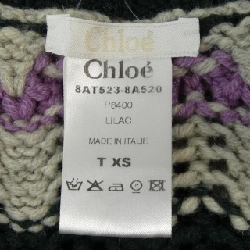 Chloé
Chloé
8AT523-8A520
P8400
LILAC
MADE IN ITALIE
T XS